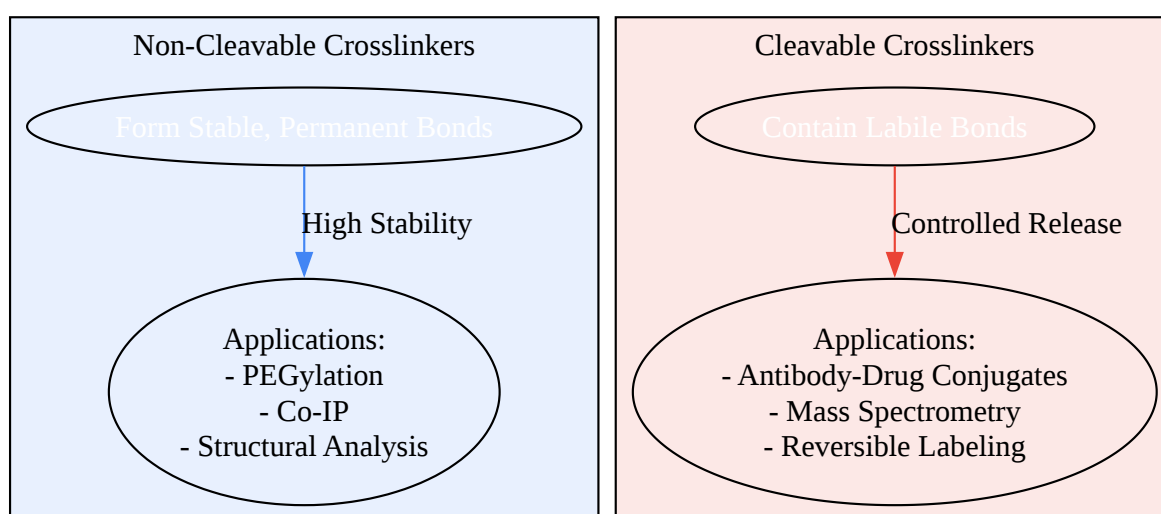 Non-Cleavable Crosslinkers
Form Stable, Permanent Bonds
High Stability
Applications:
- PEGylation
- Co-IP
- Structural Analysis
Cleavable Crosslinkers
Contain Labile Bonds
Controlled Release
Applications:
- Antibody-Drug Conjugates
- Mass Spectrometry
- Reversible Labeling